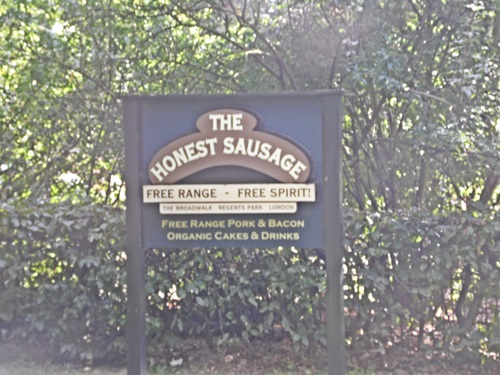 THE
HONEST SAUSAGE
FREE RANGE - FREE SPIRIT!
THE BROADWALK REGENTS PARK LONDON
FREE RANGE PORK & BACON
ORGANIC CAKES & DRINKS